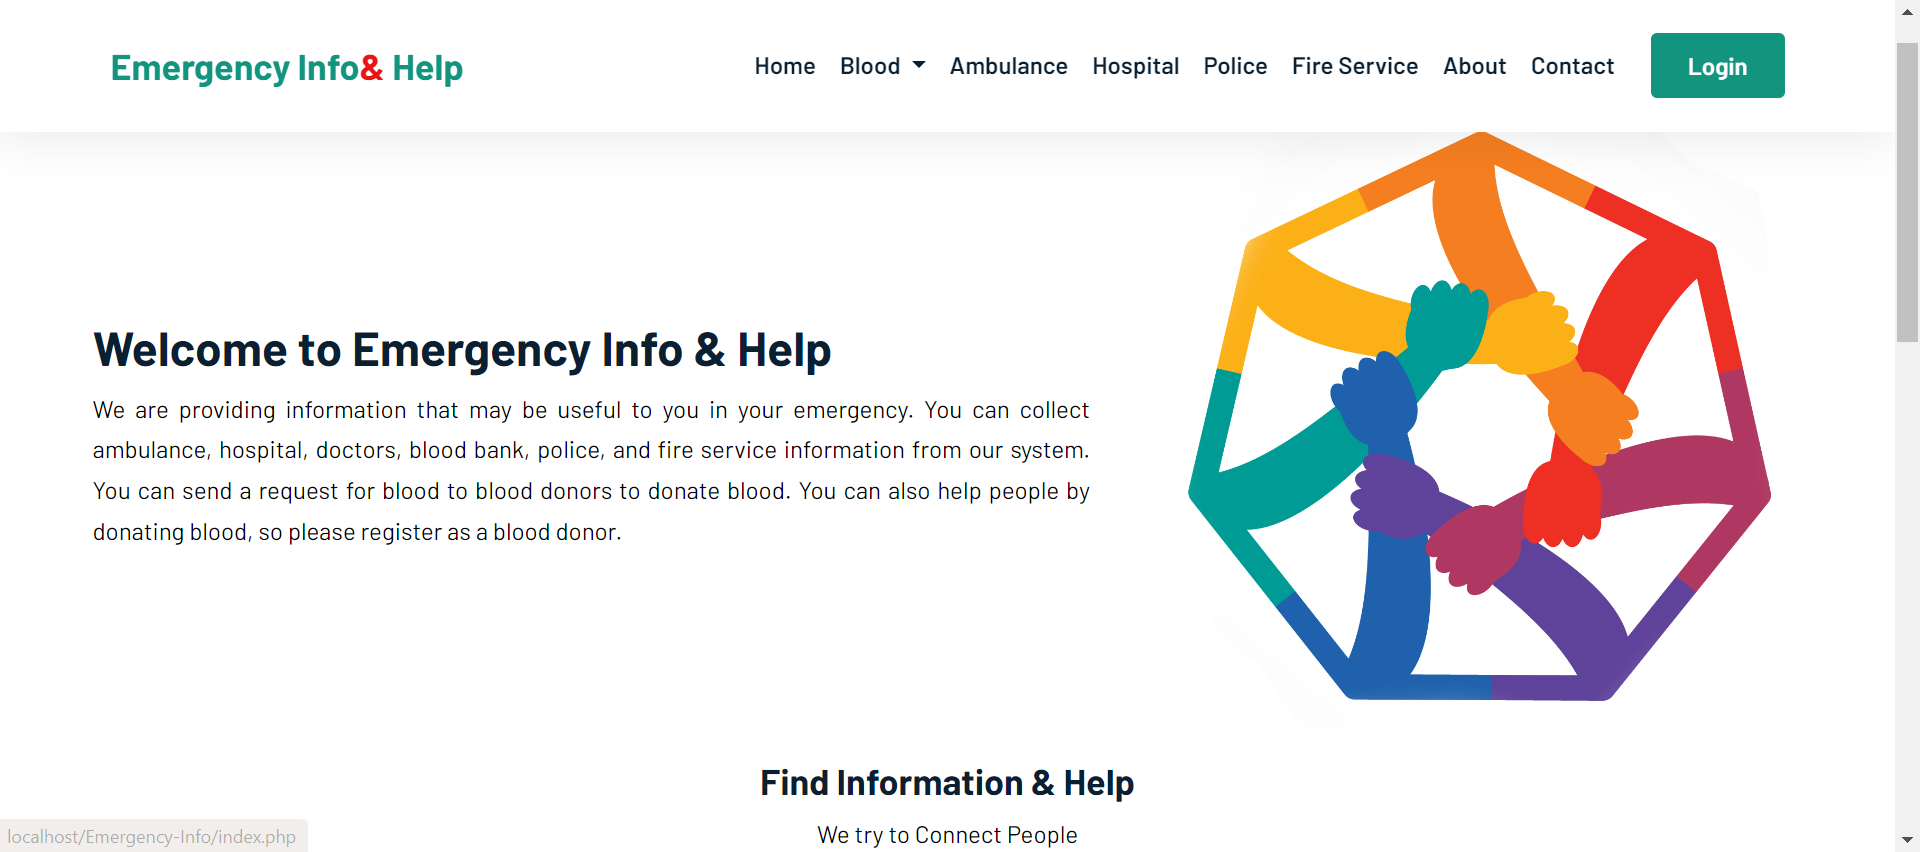 Emergency Info& Help
Home Blood Ambulance Hospital Police Fire Service About Contact Login
Welcome to Emergency Info & Help
We are providing information that may be useful to you in your emergency. You can collect
ambulance, hospital, doctors, blood bank, police, and fire service information from our system.
You can send a request for blood to blood donors to donate blood. You can also help people by
donating blood, so please register as a blood donor.
Find Information & Help
We try to Connect People
localhost/Emergency-Info/index.php